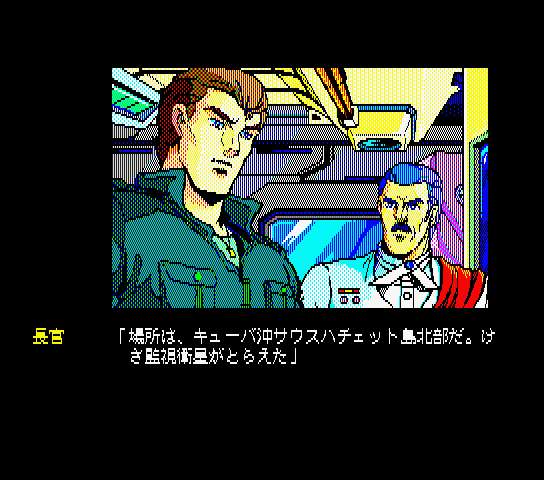 長官 「場所は、キューバ沖サウスハチェット島北部だ。け
さ監視衛星がとらえた」